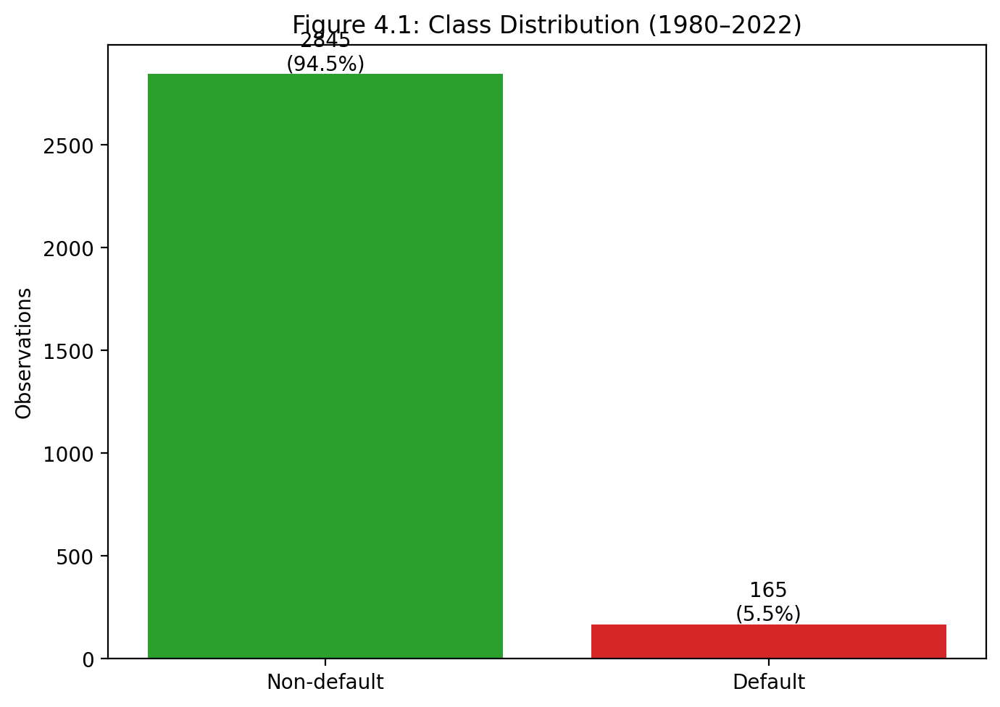 Figure 4.1: Class Distribution (1980–2022)
2845
(94.5%)
2500
2000
1500
1000
500
0
Observations
165
(5.5%)
Non-default
Default